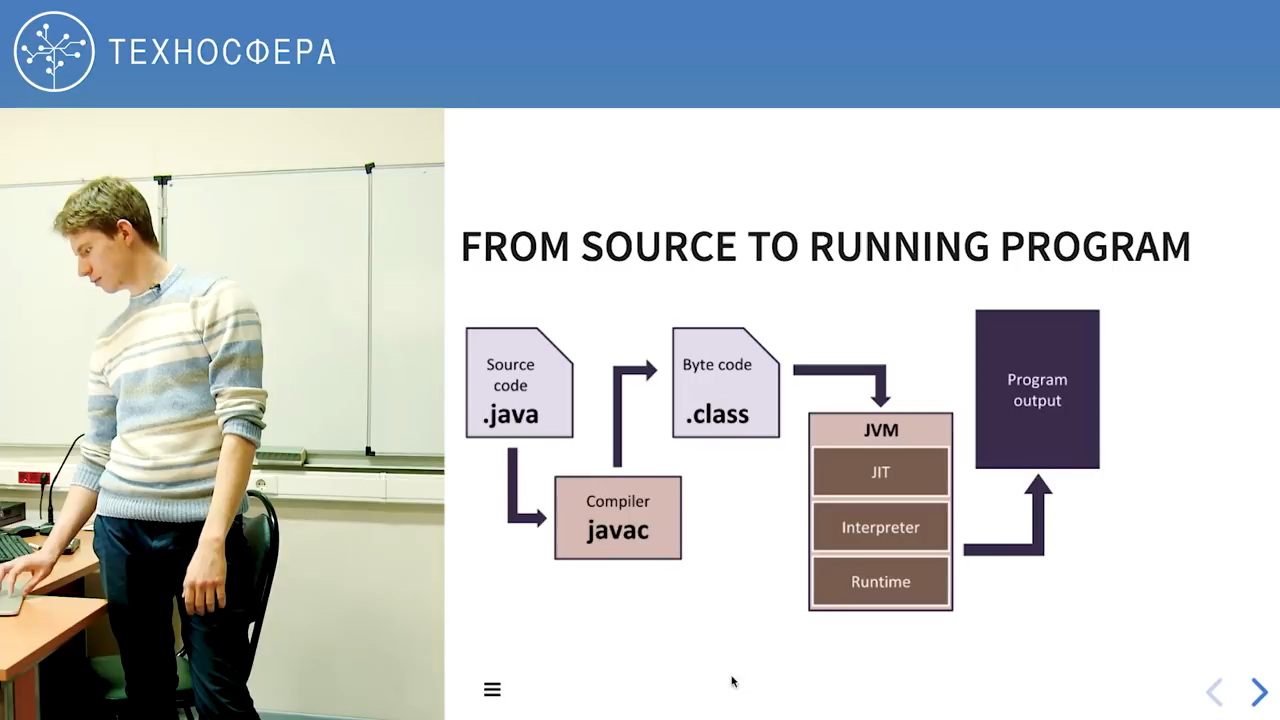 ТЕХНОСФЕРА
FROM SOURCE TO RUNNING PROGRAM
Source
code
.java
Compiler
javac
Byte code
.class
JVM
JIT
Interpreter
Runtime
Program
output